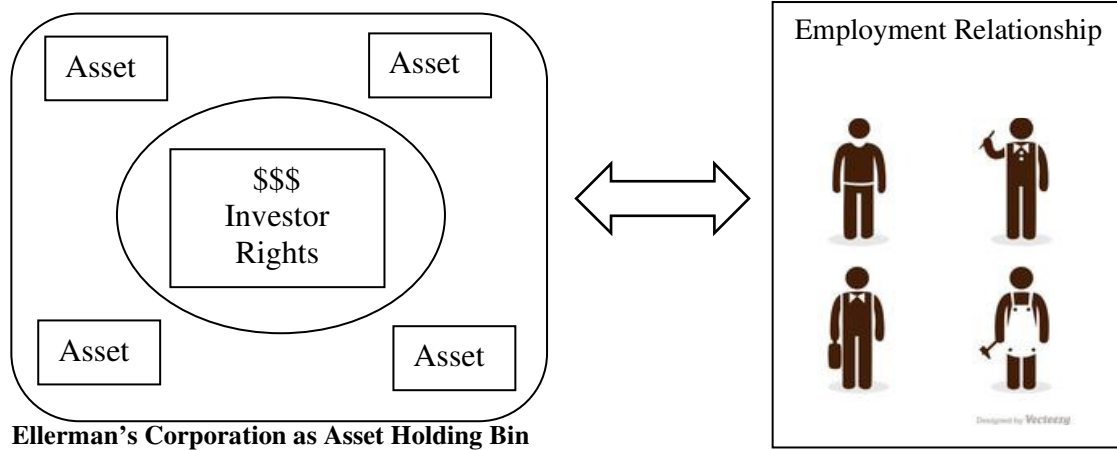 Asset
Asset
$$$
Investor
Rights
Asset
Asset
Ellerman's Corporation as Asset Holding Bin
Employment Relationship
Designed by Vecteezy